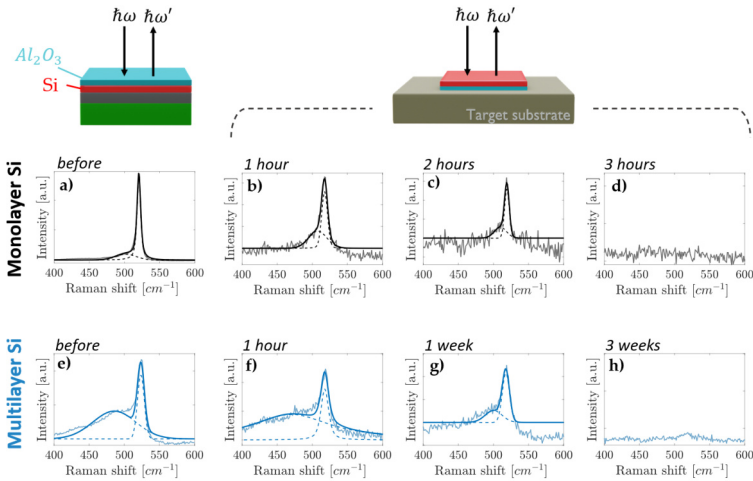 ħω ħω′
Al₂O₃
Si
ħω ħω′
Target substrate
Monolayer Si
before
a)
Intensity [a.u.]
400 450 500 550 600
Raman shift [cm⁻¹]
1 hour
b)
Intensity [a.u.]
400 450 500 550 600
Raman shift [cm⁻¹]
2 hours
c)
Intensity [a.u.]
400 450 500 550 600
Raman shift [cm⁻¹]
3 hours
d)
Intensity [a.u.]
400 450 500 550 600
Raman shift [cm⁻¹]
Multilayer Si
before
e)
Intensity [a.u.]
400 450 500 550 600
Raman shift [cm⁻¹]
1 hour
f)
Intensity [a.u.]
400 450 500 550 600
Raman shift [cm⁻¹]
1 week
g)
Intensity [a.u.]
400 450 500 550 600
Raman shift [cm⁻¹]
3 weeks
h)
Intensity [a.u.]
400 450 500 550 600
Raman shift [cm⁻¹]